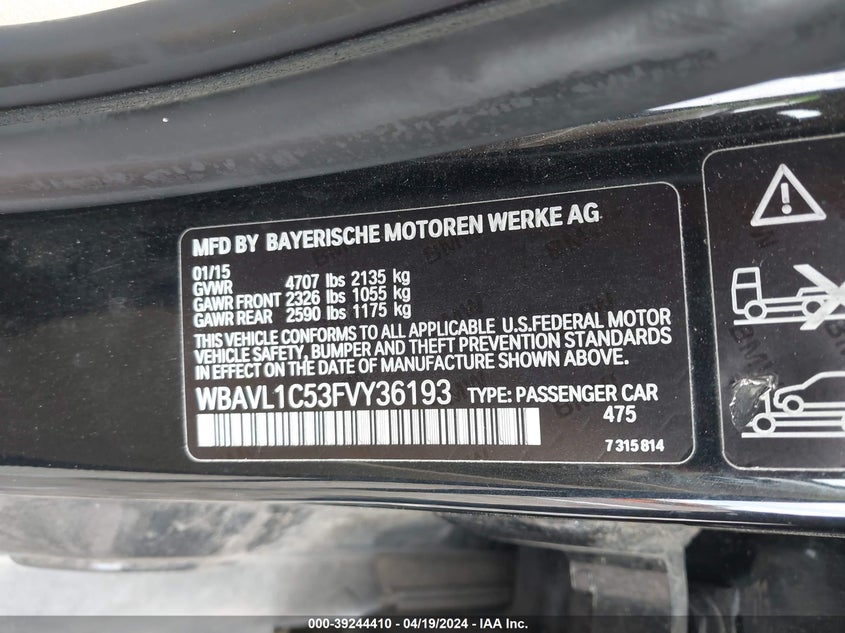 MFD BY BAYERISCHE MOTOREN WERKE AG
01/15
GVWR 4707 lbs 2135 kg
GAWR FRONT 2326 lbs 1055 kg
GAWR REAR 2590 lbs 1175 kg
THIS VEHICLE CONFORMS TO ALL APPLICABLE U.S.FEDERAL MOTOR
VEHICLE SAFETY, BUMPER AND THEFT PREVENTION STANDARDS
IN EFFECT ON THE DATE OF MANUFACTURE SHOWN ABOVE.
WBAVL1C53FVY36193 TYPE: PASSENGER CAR
475
7 315 814
000-39244410 - 04/19/2024 - IAA Inc.